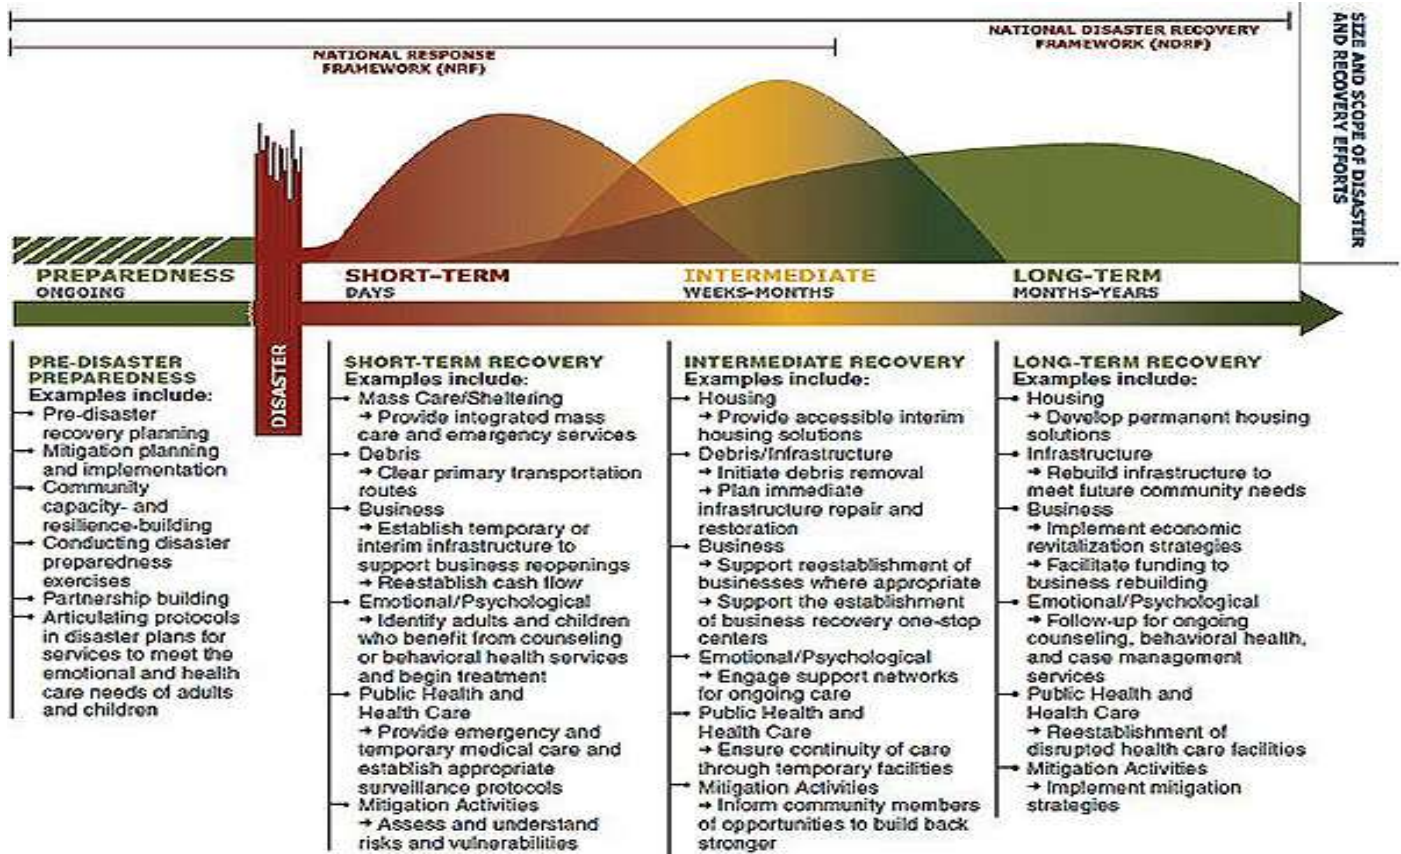 NATIONAL DISASTER RECOVERY
FRAMEWORK (NDRF)
NATIONAL RESPONSE
FRAMEWORK (NRF)
SIZE AND SCOPE OF DISASTER
AND RECOVERY EFFORTS
PREPAREDNESS
ONGOING
SHORT-TERM
DAYS
INTERMEDIATE
WEEKS-MONTHS
LONG-TERM
MONTHS-YEARS
DISASTER
PRE-DISASTER
PREPAREDNESS
Examples include:
Pre-disaster
recovery planning
Mitigation planning
and implementation
Community
capacity- and
resilience-building
Conducting disaster
preparedness
exercises
Partnership building
Articulating protocols
in disaster plans for
services to meet the
emotional and health
care needs of adults
and children
SHORT-TERM RECOVERY
Examples include:
Mass Care/Sheltering
→ Provide integrated mass
care and emergency services
Debris
→ Clear primary transportation
routes
Business
→ Establish temporary or
interim infrastructure to
support business reopenings
→ Reestablish cash flow
Emotional/Psychological
→ Identify adults and children
who benefit from counseling
or behavioral health services
and begin treatment
Public Health and
Health Care
→ Provide emergency and
temporary medical care and
establish appropriate
surveillance protocols
Mitigation Activities
→ Assess and understand
risks and vulnerabilities
INTERMEDIATE RECOVERY
Examples include:
Housing
→ Provide accessible interim
housing solutions
Debris/Infrastructure
→ Initiate debris removal
→ Plan immediate
infrastructure repair and
restoration
Business
→ Support reestablishment of
businesses where appropriate
→ Support the establishment
of business recovery one-stop
centers
Emotional/Psychological
→ Engage support networks
for ongoing care
Public Health and
Health Care
→ Ensure continuity of care
through temporary facilities
Mitigation Activities
→ Inform community members
of opportunities to build back
stronger
LONG-TERM RECOVERY
Examples include:
Housing
→ Develop permanent housing
solutions
Infrastructure
→ Rebuild infrastructure to
meet future community needs
Business
→ Implement economic
revitalization strategies
→ Facilitate funding to
business rebuilding
Emotional/Psychological
→ Follow-up for ongoing
counseling, behavioral health,
and case management
services
Public Health and
Health Care
→ Reestablishment of
disrupted health care facilities
Mitigation Activities
→ Implement mitigation
strategies